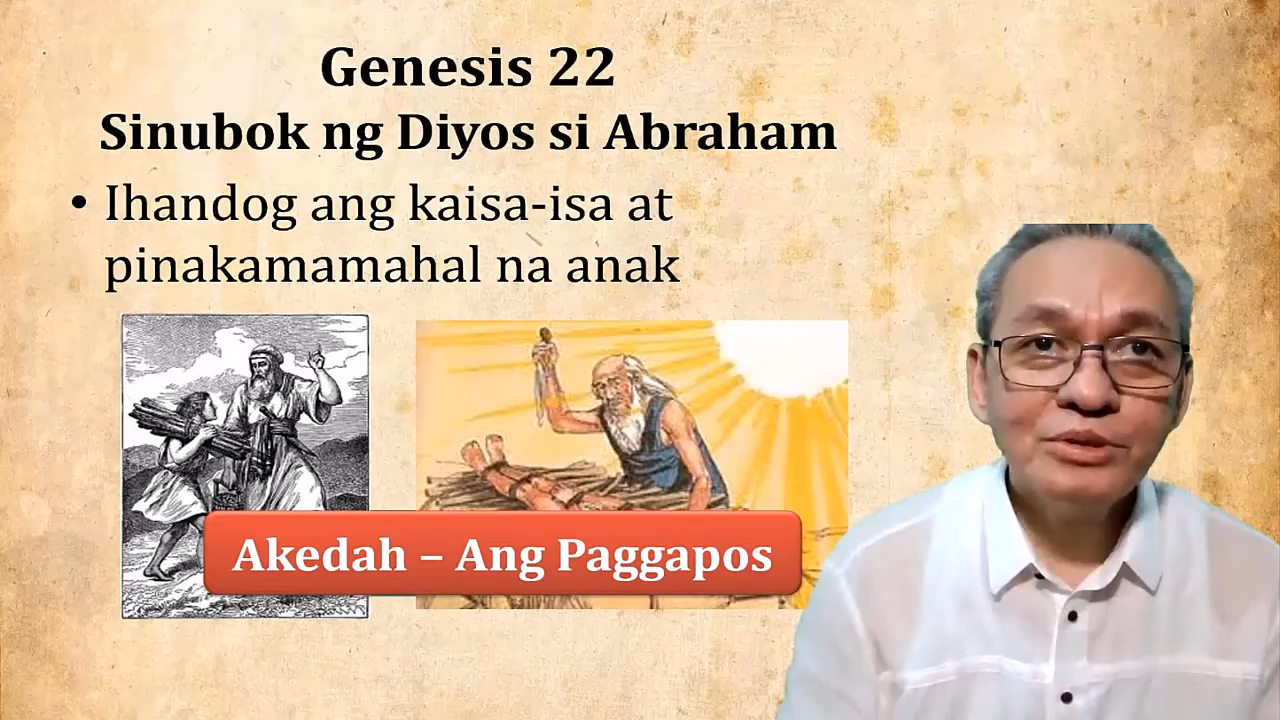 Genesis 22
Sinubok ng Diyos si Abraham
• Ihandog ang kaisa-isa at
pinakamamahal na anak
Akedah – Ang Paggapos